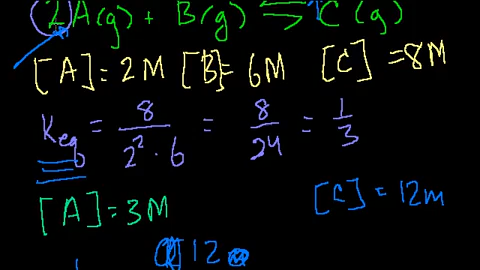 2A(g) + B(g) ⇌ C(g)
[A] = 2M [B] = 6M [C] = 8M
Keq = 8 / 2² · 6 = 8 / 24 = 1 / 3
[A] = 3M [C] = 12M
12